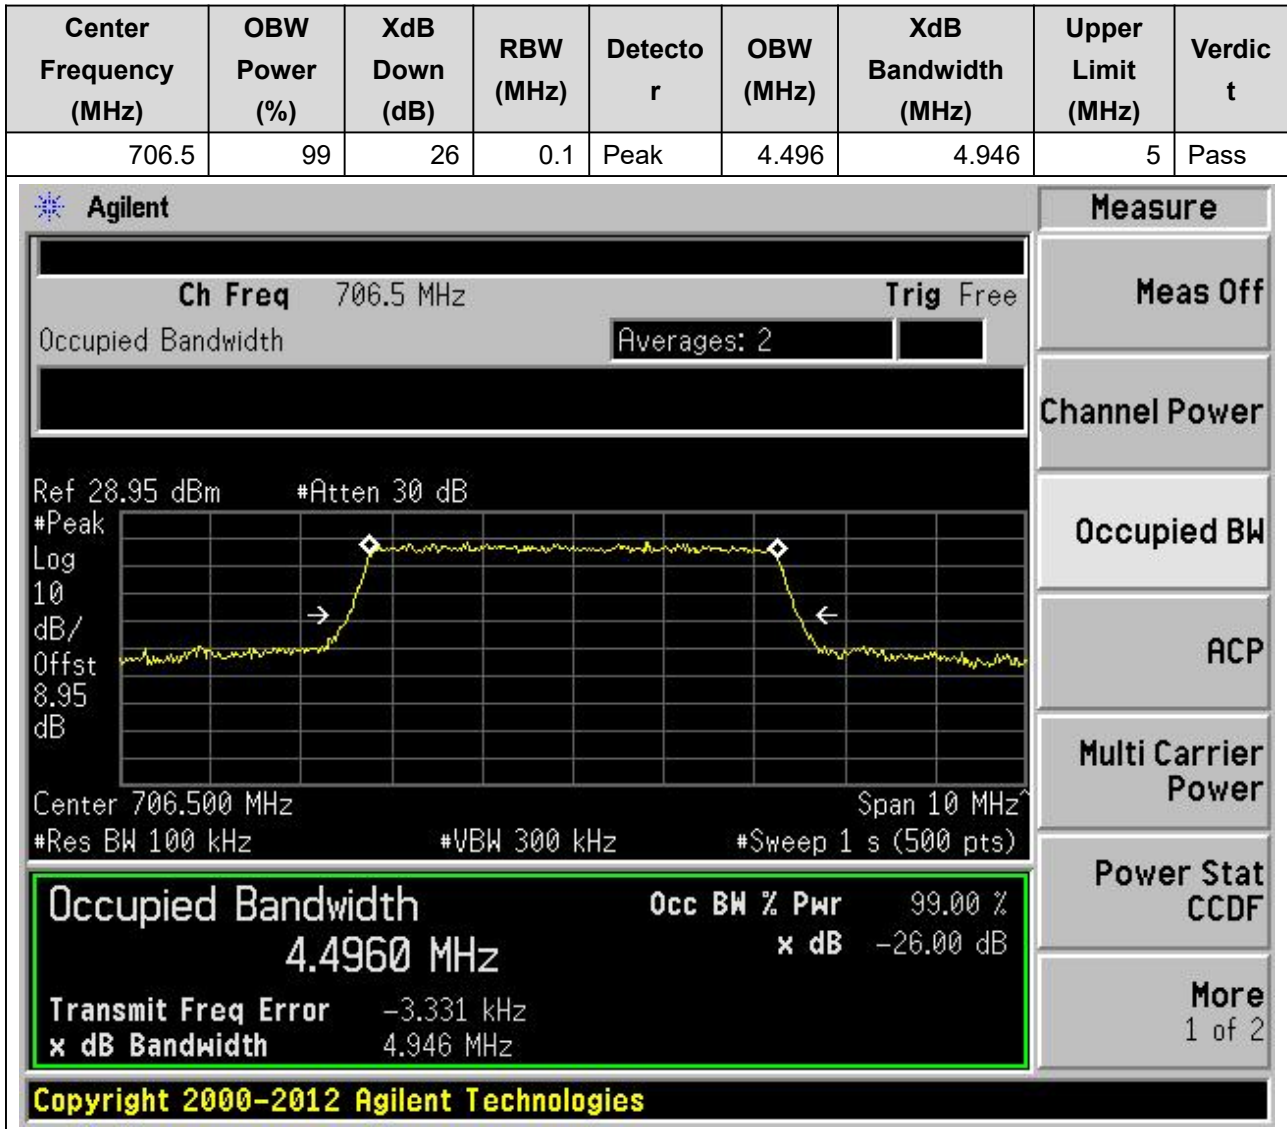 Center Frequency (MHz) OBW Power (%) XdB Down (dB) RBW (MHz) Detecto r OBW (MHz) XdB Bandwidth (MHz) Upper Limit (MHz) Verdic t
706.5 99 26 0.1 Peak 4.496 4.946 5 Pass
Agilent
Measure
Ch Freq 706.5 MHz Trig Free
Meas Off
Occupied Bandwidth Averages: 2
Channel Power
Ref 28.95 dBm #Atten 30 dB
#Peak
Log
10
dB/
Offst
8.95
dB
Occupied BW
ACP
Multi Carrier
Power
Center 706.500 MHz Span 10 MHz^
#Res BW 100 kHz #VBW 300 kHz #Sweep 1 s (500 pts)
Power Stat
CCDF
Occupied Bandwidth Occ BW % Pwr 99.00 %
4.4960 MHz x dB -26.00 dB
Transmit Freq Error -3.331 kHz
x dB Bandwidth 4.946 MHz
More
1 of 2
Copyright 2000-2012 Agilent Technologies